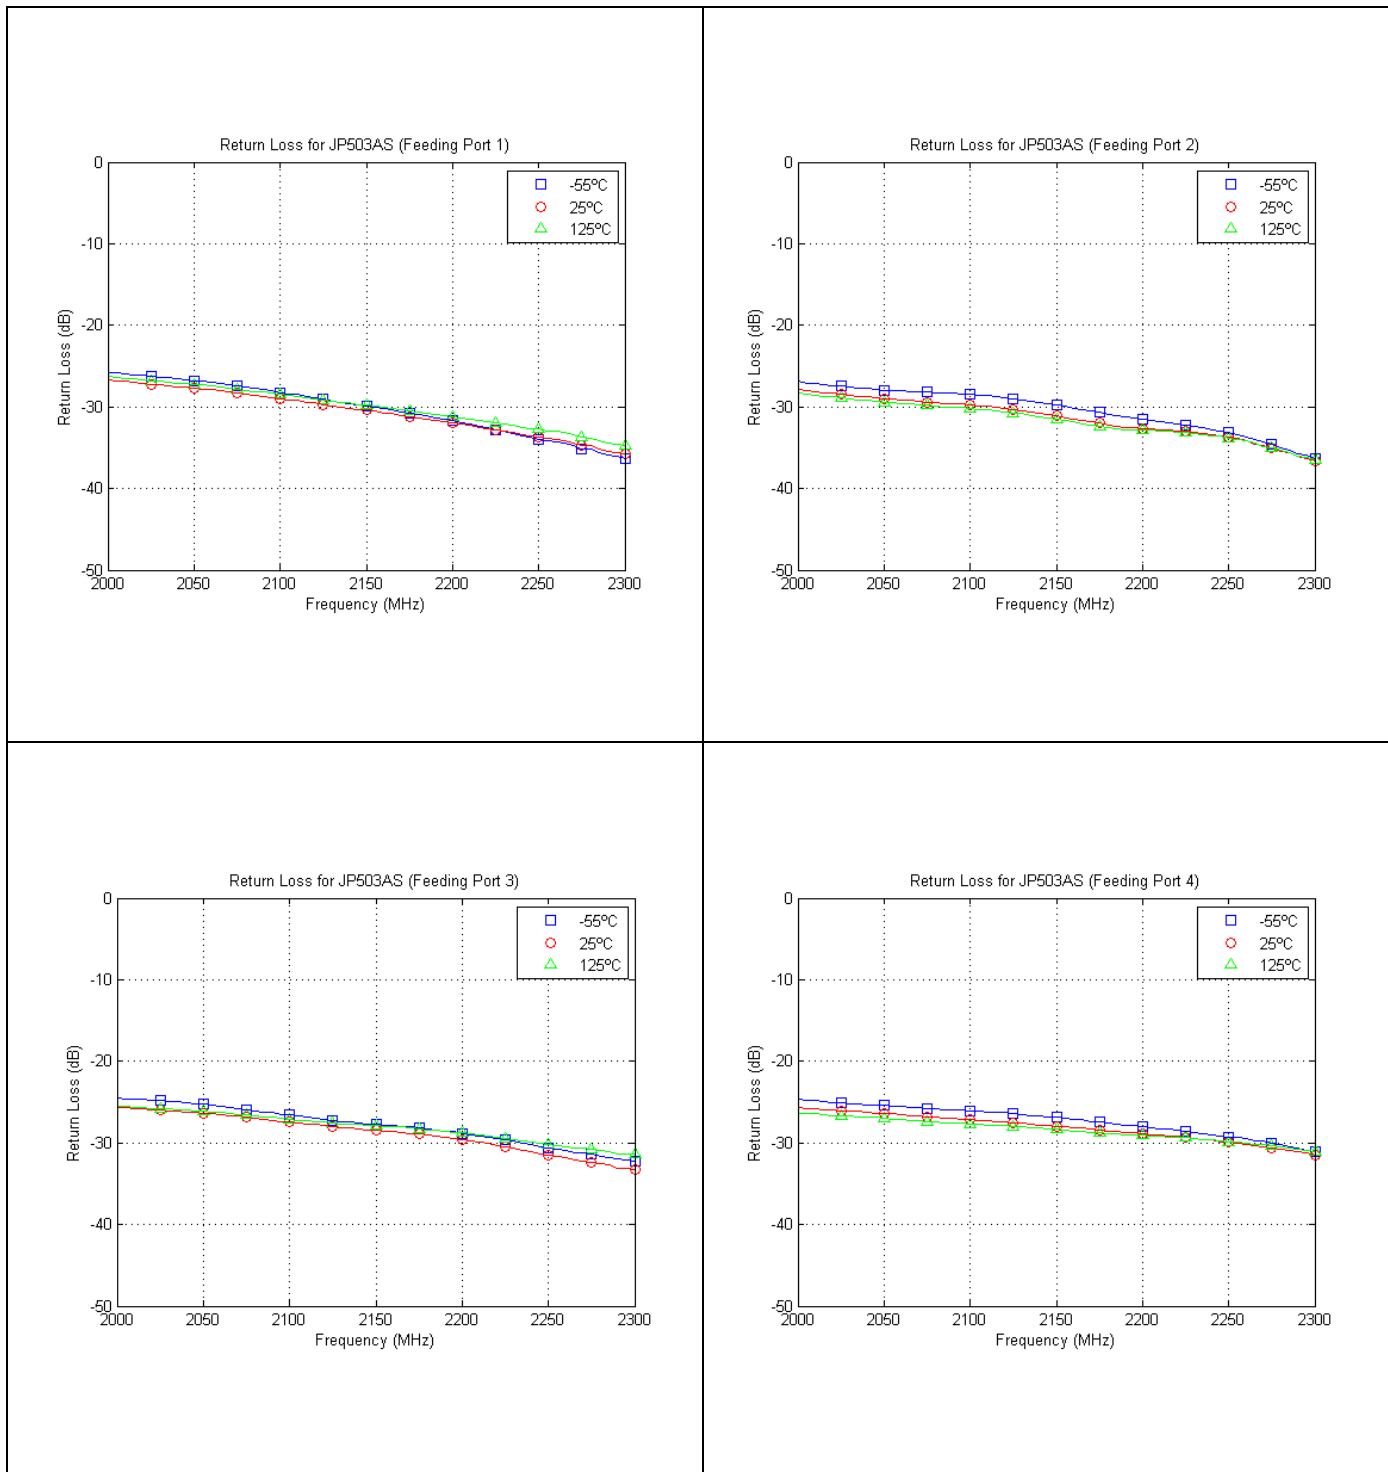 Return Loss for JP503AS (Feeding Port 1)
0
-10
-20
-30
-40
-50
Return Loss (dB)
-55ºC
25ºC
125ºC
2000 2050 2100 2150 2200 2250 2300
Frequency (MHz)
Return Loss for JP503AS (Feeding Port 2)
0
-10
-20
-30
-40
-50
Return Loss (dB)
-55ºC
25ºC
125ºC
2000 2050 2100 2150 2200 2250 2300
Frequency (MHz)
Return Loss for JP503AS (Feeding Port 3)
0
-10
-20
-30
-40
-50
Return Loss (dB)
-55ºC
25ºC
125ºC
2000 2050 2100 2150 2200 2250 2300
Frequency (MHz)
Return Loss for JP503AS (Feeding Port 4)
0
-10
-20
-30
-40
-50
Return Loss (dB)
-55ºC
25ºC
125ºC
2000 2050 2100 2150 2200 2250 2300
Frequency (MHz)